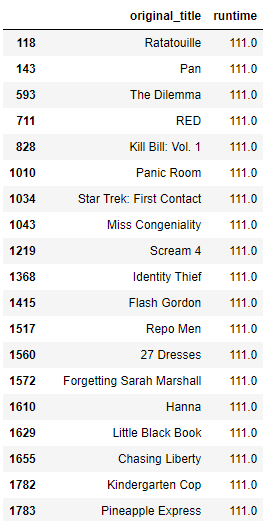 original_title runtime
118 Ratatouille 111.0
143 Pan 111.0
593 The Dilemma 111.0
711 RED 111.0
828 Kill Bill: Vol. 1 111.0
1010 Panic Room 111.0
1034 Star Trek: First Contact 111.0
1043 Miss Congeniality 111.0
1219 Scream 4 111.0
1368 Identity Thief 111.0
1415 Flash Gordon 111.0
1517 Repo Men 111.0
1560 27 Dresses 111.0
1572 Forgetting Sarah Marshall 111.0
1610 Hanna 111.0
1629 Little Black Book 111.0
1655 Chasing Liberty 111.0
1782 Kindergarten Cop 111.0
1783 Pineapple Express 111.0